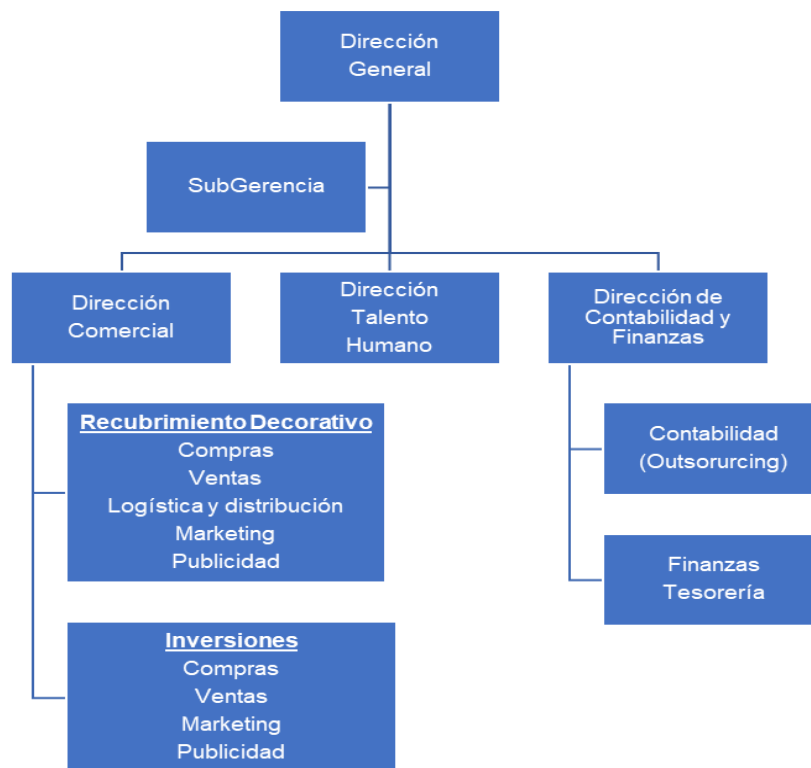 Dirección
General
SubGerencia
Dirección
Comercial
Dirección
Talento
Humano
Dirección de
Contabilidad y
Finanzas
Recubrimiento Decorativo
Compras
Ventas
Logística y distribución
Marketing
Publicidad
Contabilidad
(Outsorurcing)
Finanzas
Tesorería
Inversiones
Compras
Ventas
Marketing
Publicidad